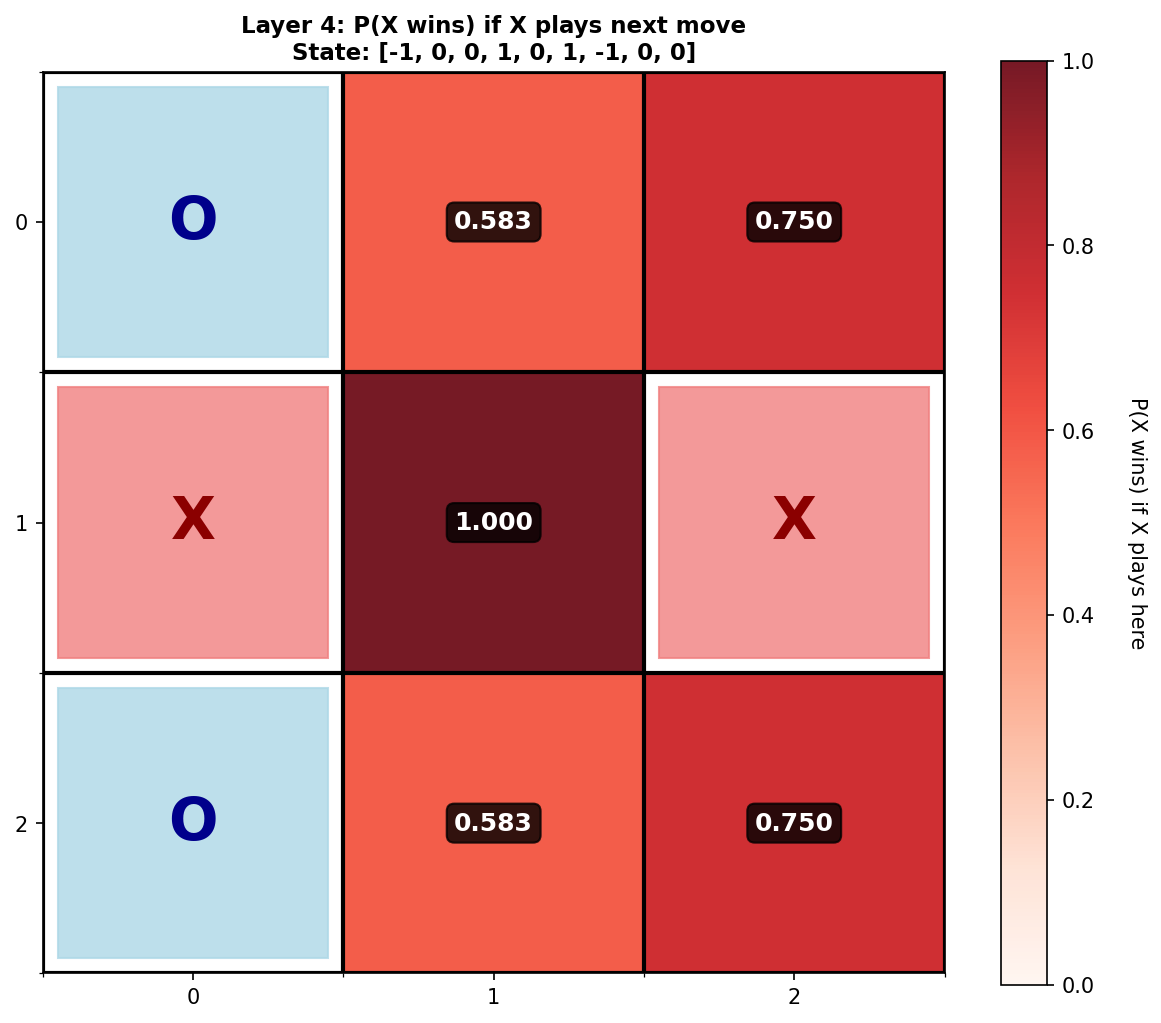 Layer 4: P(X wins) if X plays next move
State: [-1, 0, 0, 1, 0, 1, -1, 0, 0]
O
0.583
0.750
X
1.000
X
O
0.583
0.750
0
1
2
0
1
2
1.0
0.8
0.6
0.4
0.2
0.0
P(X wins) if X plays here